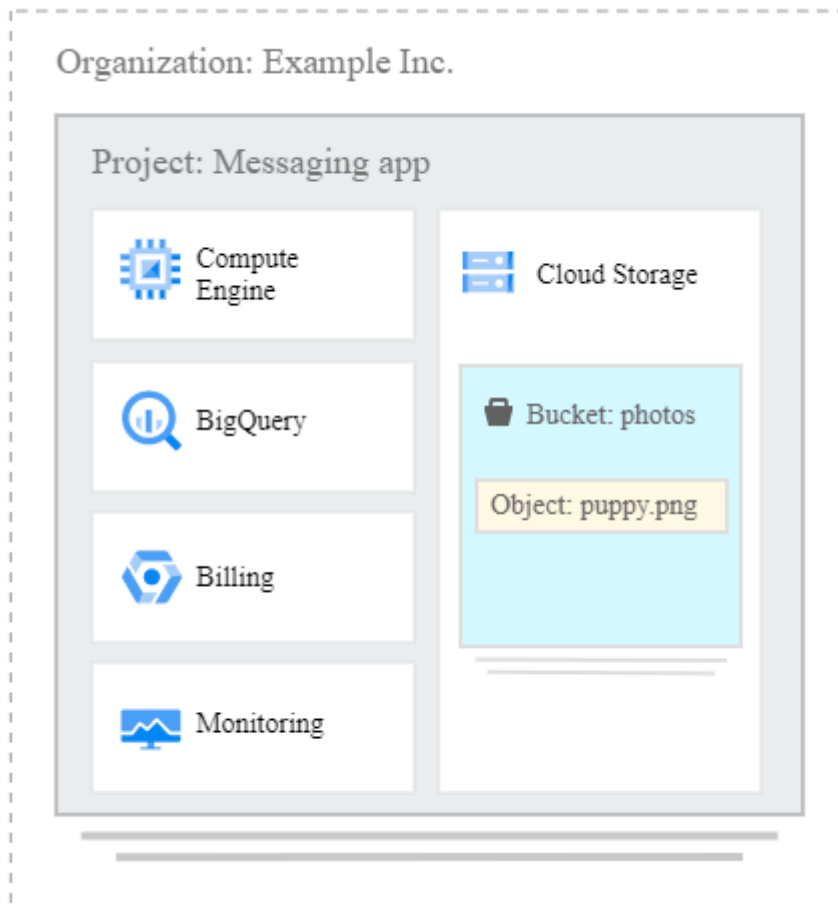 Organization: Example Inc.
Project: Messaging app
Compute
Engine
BigQuery
Billing
Monitoring
Cloud Storage
Bucket: photos
Object: puppy.png